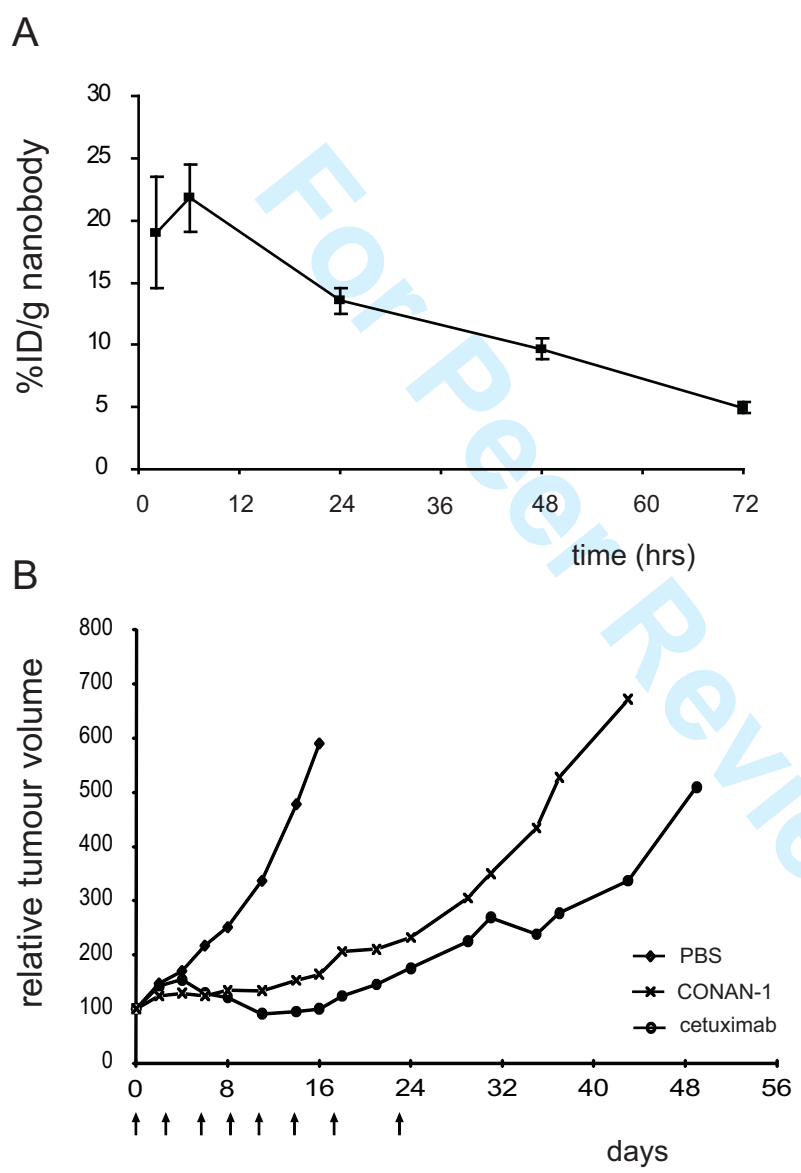 A
30
25
20
15
10
5
0
%ID/g nanobody
0 12 24 36 48 60 72
time (hrs)
B
800
700
600
500
400
300
200
100
0
relative tumour volume
PBS
CONAN-1
cetuximab
0 8 16 24 32 40 48 56
days
For Peer Revie